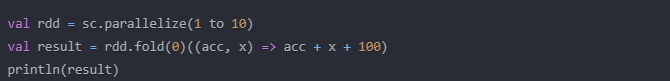 val rdd = sc.parallelize(1 to 10)
val result = rdd.fold(0)((acc, x) => acc + x + 100)
println(result)